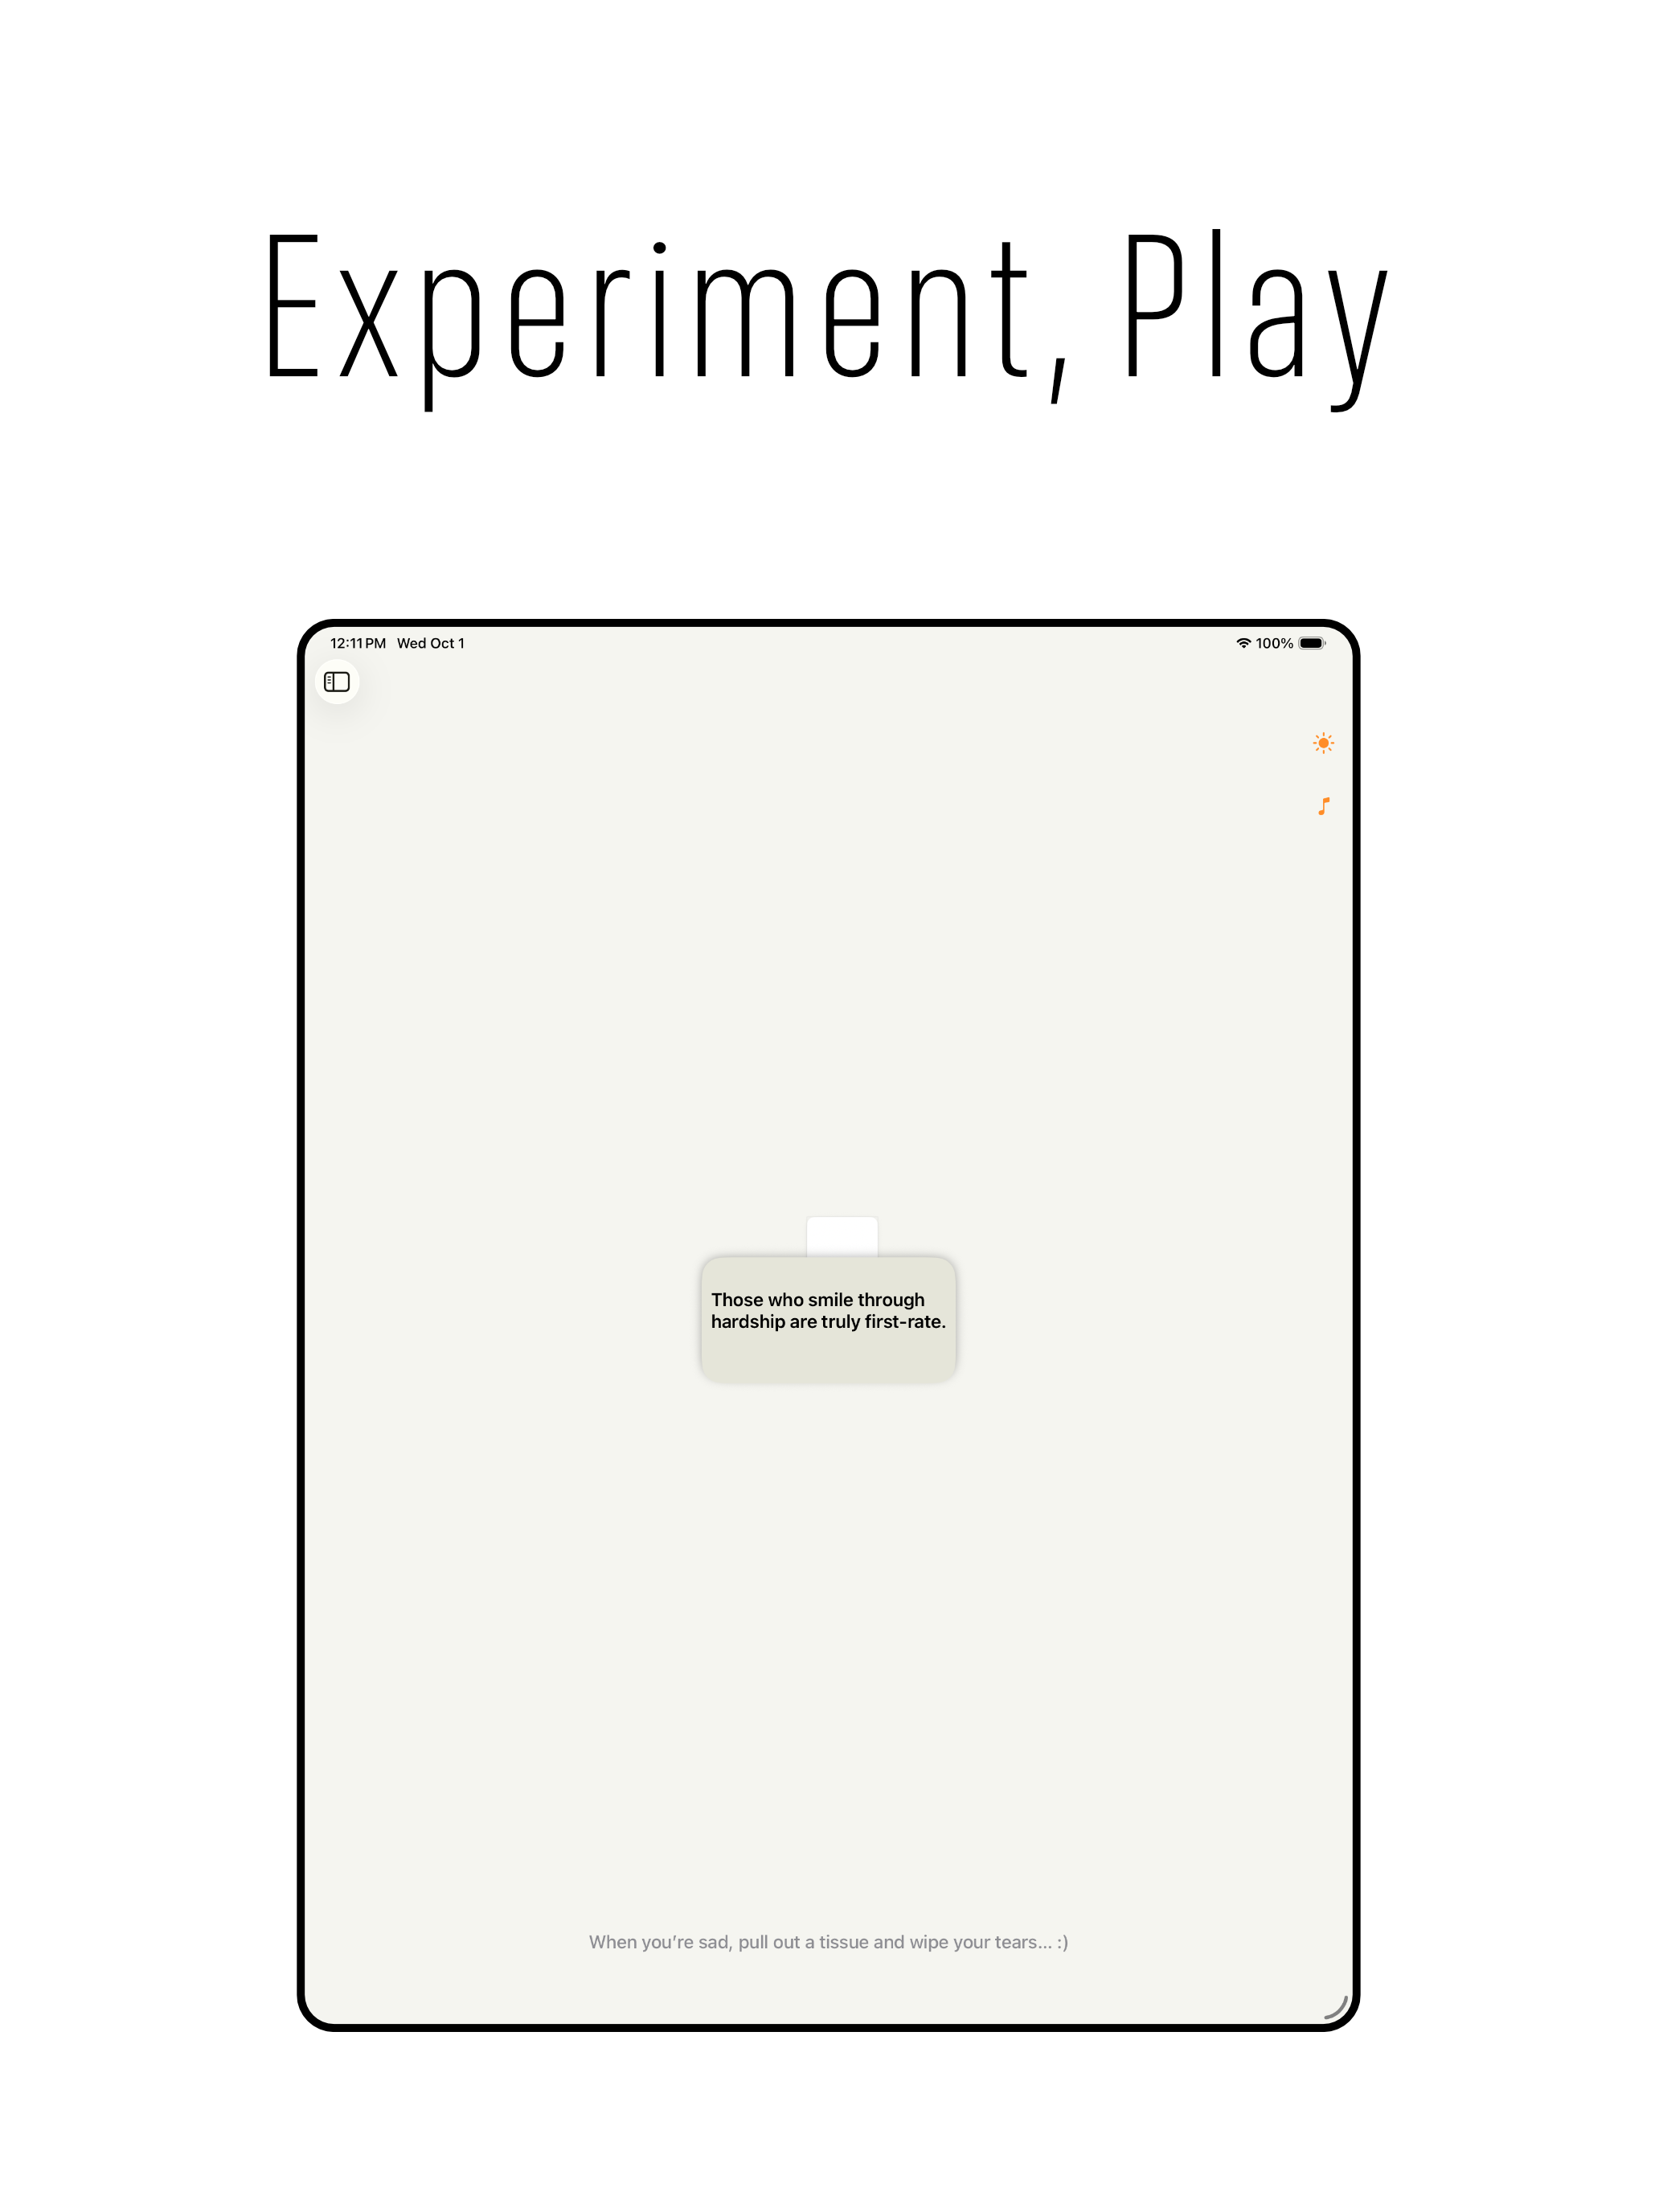 Experiment, Play
12:11 PM Wed Oct 1
100%
Those who smile through
hardship are truly first-rate.
When you’re sad, pull out a tissue and wipe your tears... :)